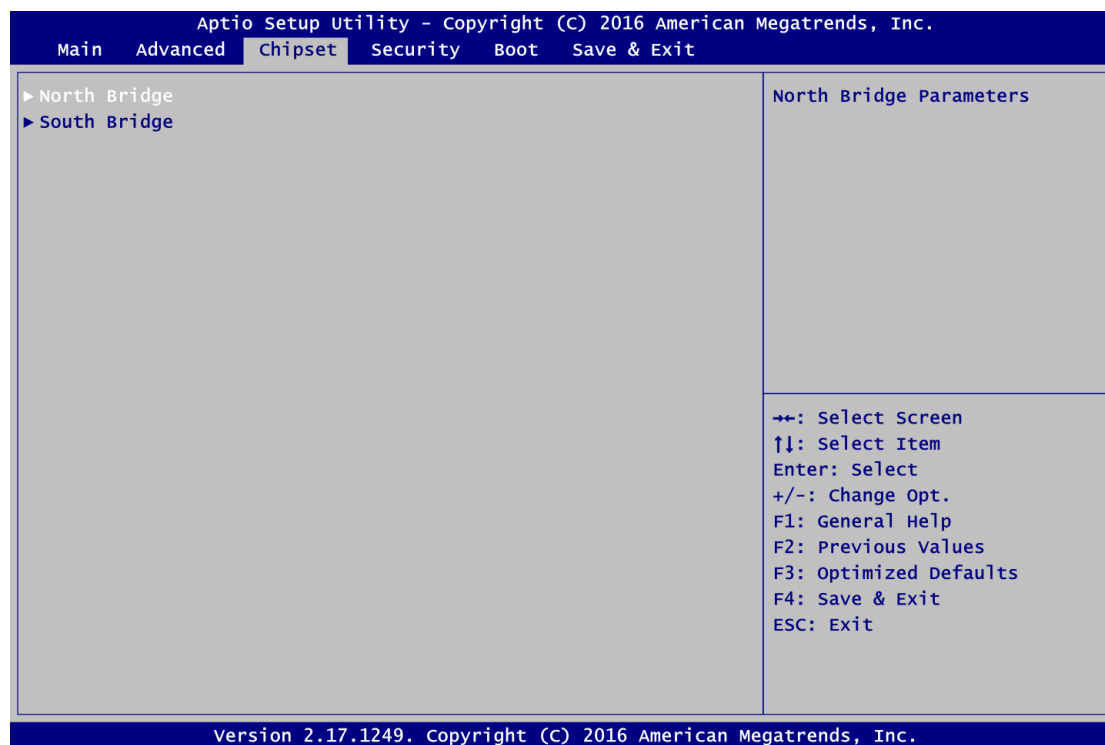 Aptio Setup Utility - Copyright (C) 2016 American Megatrends, Inc.
Main Advanced Chipset Security Boot Save & Exit
►North Bridge
►South Bridge
North Bridge Parameters
→←: Select Screen
↑↓: Select Item
Enter: Select
+/-: Change Opt.
F1: General Help
F2: Previous Values
F3: Optimized Defaults
F4: Save & Exit
ESC: Exit
Version 2.17.1249. Copyright (C) 2016 American Megatrends, Inc.